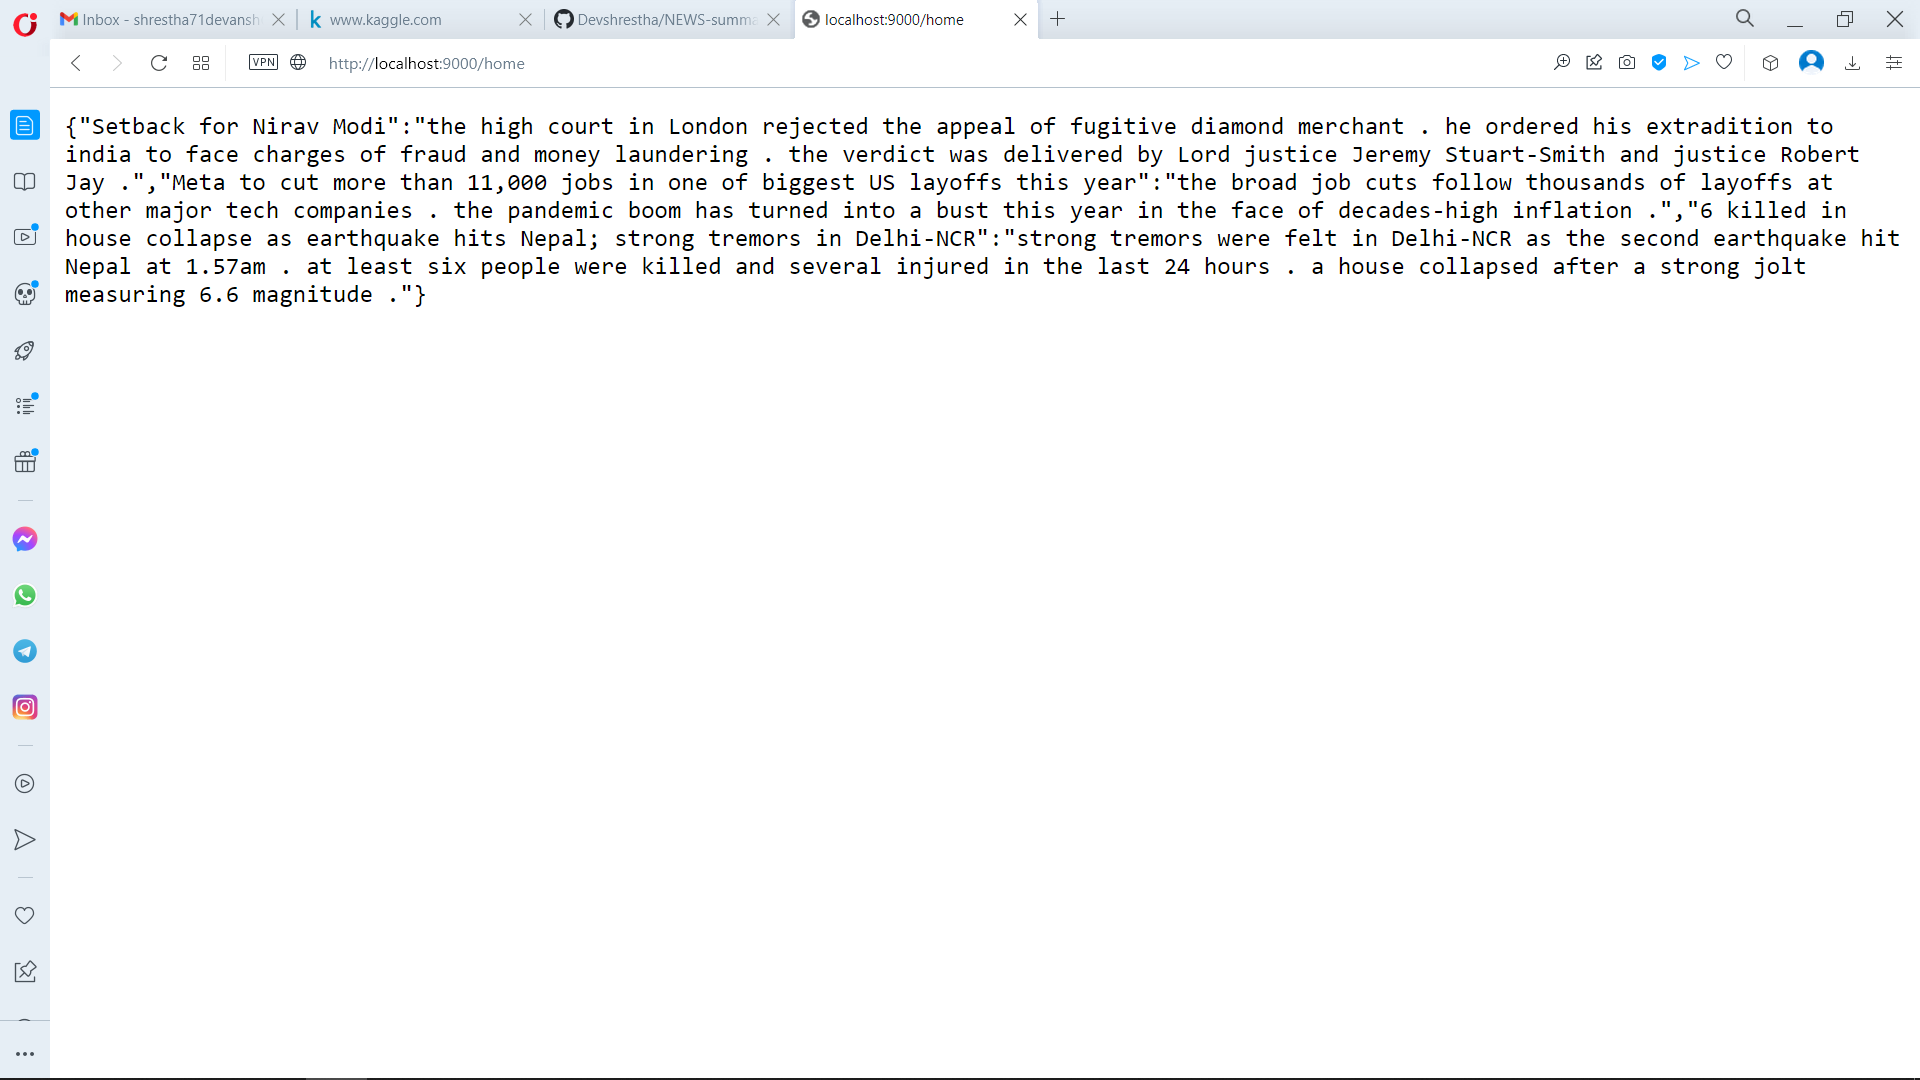 Inbox - shrestha71devansh
www.kaggle.com
Devshrestha/NEWS-summa
localhost:9000/home
VPN
http://localhost:9000/home
{"Setback for Nirav Modi":"the high court in London rejected the appeal of fugitive diamond merchant . he ordered his extradition to
india to face charges of fraud and money laundering . the verdict was delivered by Lord justice Jeremy Stuart-Smith and justice Robert
Jay .","Meta to cut more than 11,000 jobs in one of biggest US layoffs this year":"the broad job cuts follow thousands of layoffs at
other major tech companies . the pandemic boom has turned into a bust this year in the face of decades-high inflation .","6 killed in
house collapse as earthquake hits Nepal; strong tremors in Delhi-NCR":"strong tremors were felt in Delhi-NCR as the second earthquake hit
Nepal at 1.57am . at least six people were killed and several injured in the last 24 hours . a house collapsed after a strong jolt
measuring 6.6 magnitude ."}